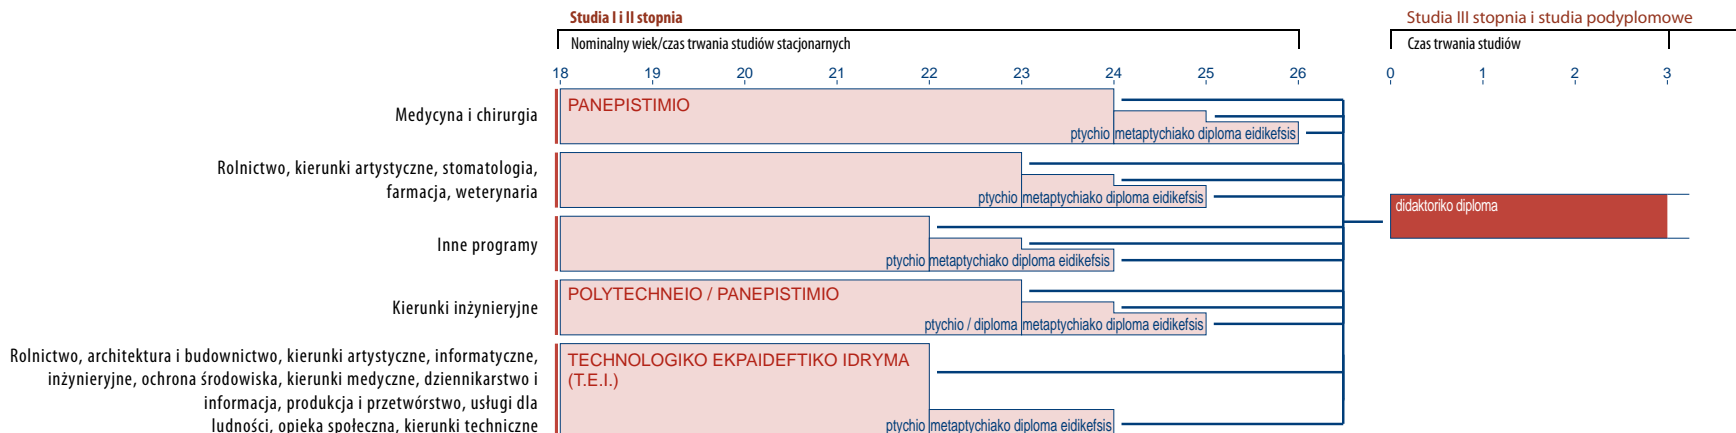 Studia I i II stopnia
Studia III stopnia i studia podyplomowe
Nominalny wiek/czas trwania studiów stacjonarnych
Czas trwania studiów
18 19 20 21 22 23 24 25 26
0 1 2 3
Medycyna i chirurgia
PANEPISTIMIO
ptychio metaptychiako diploma eidikefsis
Rolnictwo, kierunki artystyczne, stomatologia,
farmacja, weterynaria
ptychio metaptychiako diploma eidikefsis
didaktoriko diploma
Inne programy
ptychio metaptychiako diploma eidikefsis
Kierunki inżynieryjne
POLYTECHNEIO / PANEPISTIMIO
ptychio / diploma metaptychiako diploma eidikefsis
Rolnictwo, architektura i budownictwo, kierunki artystyczne, informatyczne,
inżynieryjne, ochrona środowiska, kierunki medyczne, dziennikarstwo i
informacja, produkcja i przetwórstwo, usługi dla
ludności, opieka społeczna, kierunki techniczne
TECHNOLOGIKO EKPAIDEFTIKO IDRYMA
(T.E.I.)
ptychio metaptychiako diploma eidikefsis